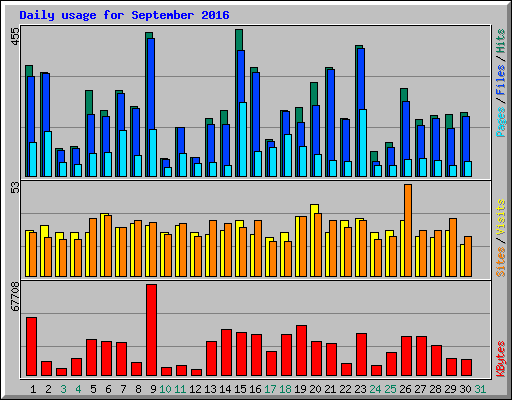 Daily usage for September 2016
455
Pages / Files / Hits
53
Sites / Visits
67708
KBytes
1 2 3 4 5 6 7 8 9 10 11 12 13 14 15 16 17 18 19 20 21 22 23 24 25 26 27 28 29 30 31